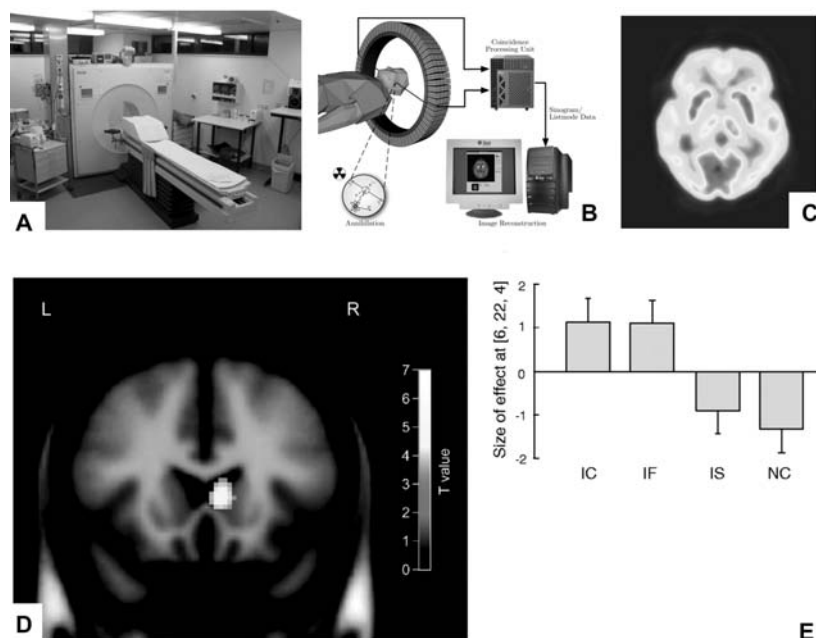 A
Coincidence
Processing Unit
Sinogram/
Listmode Data
Annihilation
Image Reconstruction
B
C
L
R
7
6
5
4
3
2
1
0
T value
D
Size of effect at [6, 22, 4]
2
1
0
-1
-2
IC IF IS NC
E